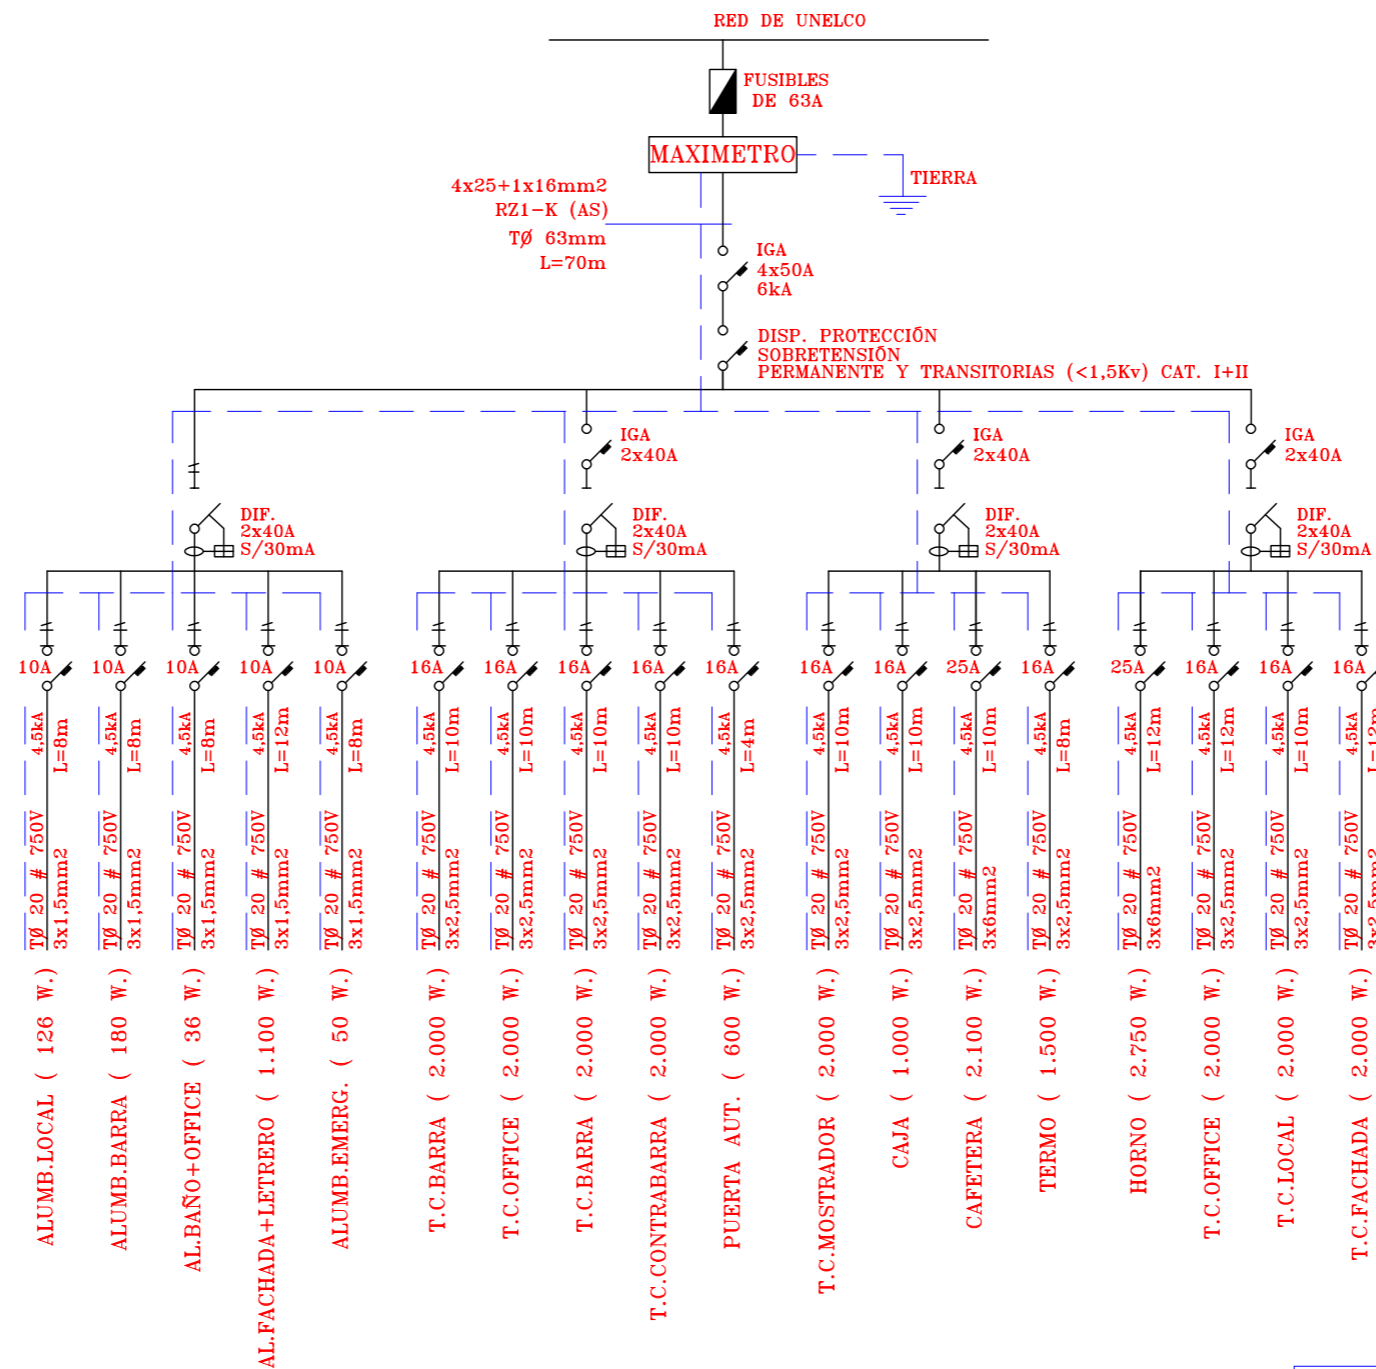 RED DE UNELCO
FUSIBLES
DE 63A
MAXIMETRO
TIERRA
4x25+1x16mm2
RZ1-K (AS)
TØ 63mm
L=70m
IGA
4x50A
6kA
DISP. PROTECCIÓN
SOBRETENSIÓN
PERMANENTE Y TRANSITORIAS (<1,5Kv) CAT. I+II
IGA
2x40A
IGA
2x40A
IGA
2x40A
DIF.
2x40A
S/30mA
DIF.
2x40A
S/30mA
DIF.
2x40A
S/30mA
DIF.
2x40A
S/30mA
10A
4,5kA
L=8m
TØ 20 # 750V
3x1,5mm2
ALUMB.LOCAL ( 126 W.)
10A
4,5kA
L=8m
TØ 20 # 750V
3x1,5mm2
ALUMB.BARRA ( 180 W.)
10A
4,5kA
L=8m
TØ 20 # 750V
3x1,5mm2
AL.BAÑO+OFFICE ( 36 W.)
10A
4,5kA
L=12m
TØ 20 # 750V
3x1,5mm2
AL.FACHADA+LETRERO ( 1.100 W.)
10A
4,5kA
L=8m
TØ 20 # 750V
3x1,5mm2
ALUMB.EMERG. ( 50 W.)
16A
4,5kA
L=10m
TØ 20 # 750V
3x2,5mm2
T.C.BARRA ( 2.000 W.)
16A
4,5kA
L=10m
TØ 20 # 750V
3x2,5mm2
T.C.OFFICE ( 2.000 W.)
16A
4,5kA
L=10m
TØ 20 # 750V
3x2,5mm2
T.C.BARRA ( 2.000 W.)
16A
4,5kA
L=10m
TØ 20 # 750V
3x2,5mm2
T.C.CONTRABARRA ( 2.000 W.)
16A
4,5kA
L=4m
TØ 20 # 750V
3x2,5mm2
PUERTA AUT. ( 600 W.)
16A
4,5kA
L=10m
TØ 20 # 750V
3x2,5mm2
T.C.MOSTRADOR ( 2.000 W.)
16A
4,5kA
L=10m
TØ 20 # 750V
3x2,5mm2
CAJA ( 1.000 W.)
25A
4,5kA
L=10m
TØ 20 # 750V
3x6mm2
CAFETERA ( 2.100 W.)
16A
4,5kA
L=8m
TØ 20 # 750V
3x2,5mm2
TERMO ( 1.500 W.)
25A
4,5kA
L=12m
TØ 20 # 750V
3x6mm2
HORNO ( 2.750 W.)
16A
4,5kA
L=12m
TØ 20 # 750V
3x2,5mm2
T.C.OFFICE ( 2.000 W.)
16A
4,5kA
L=10m
TØ 20 # 750V
3x2,5mm2
T.C.LOCAL ( 2.000 W.)
16A
4,5kA
L=12m
TØ 20 # 750V
3x2,5mm2
T.C.FACHADA ( 2.000 W.)